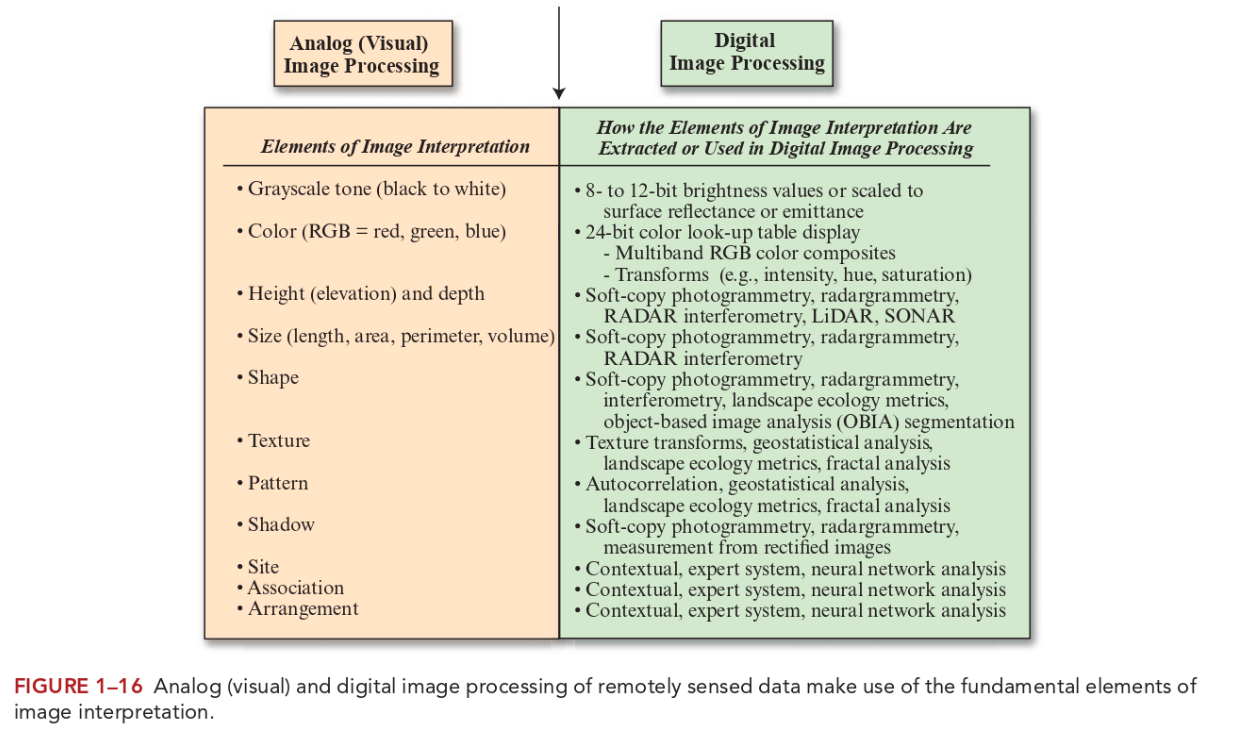 Analog (Visual)
Image Processing
Digital
Image Processing
Elements of Image Interpretation
How the Elements of Image Interpretation Are
Extracted or Used in Digital Image Processing
• Grayscale tone (black to white)
• 8- to 12-bit brightness values or scaled to
surface reflectance or emittance
• Color (RGB = red, green, blue)
• 24-bit color look-up table display
- Multiband RGB color composites
- Transforms (e.g., intensity, hue, saturation)
• Height (elevation) and depth
• Soft-copy photogrammetry, radargrammetry,
RADAR interferometry, LiDAR, SONAR
• Size (length, area, perimeter, volume)
• Soft-copy photogrammetry, radargrammetry,
RADAR interferometry
• Shape
• Soft-copy photogrammetry, radargrammetry,
interferometry, landscape ecology metrics,
object-based image analysis (OBIA) segmentation
• Texture
• Texture transforms, geostatistical analysis,
landscape ecology metrics, fractal analysis
• Pattern
• Autocorrelation, geostatistical analysis,
landscape ecology metrics, fractal analysis
• Shadow
• Soft-copy photogrammetry, radargrammetry,
measurement from rectified images
• Site
• Contextual, expert system, neural network analysis
• Association
• Contextual, expert system, neural network analysis
• Arrangement
• Contextual, expert system, neural network analysis
FIGURE 1–16 Analog (visual) and digital image processing of remotely sensed data make use of the fundamental elements of
image interpretation.